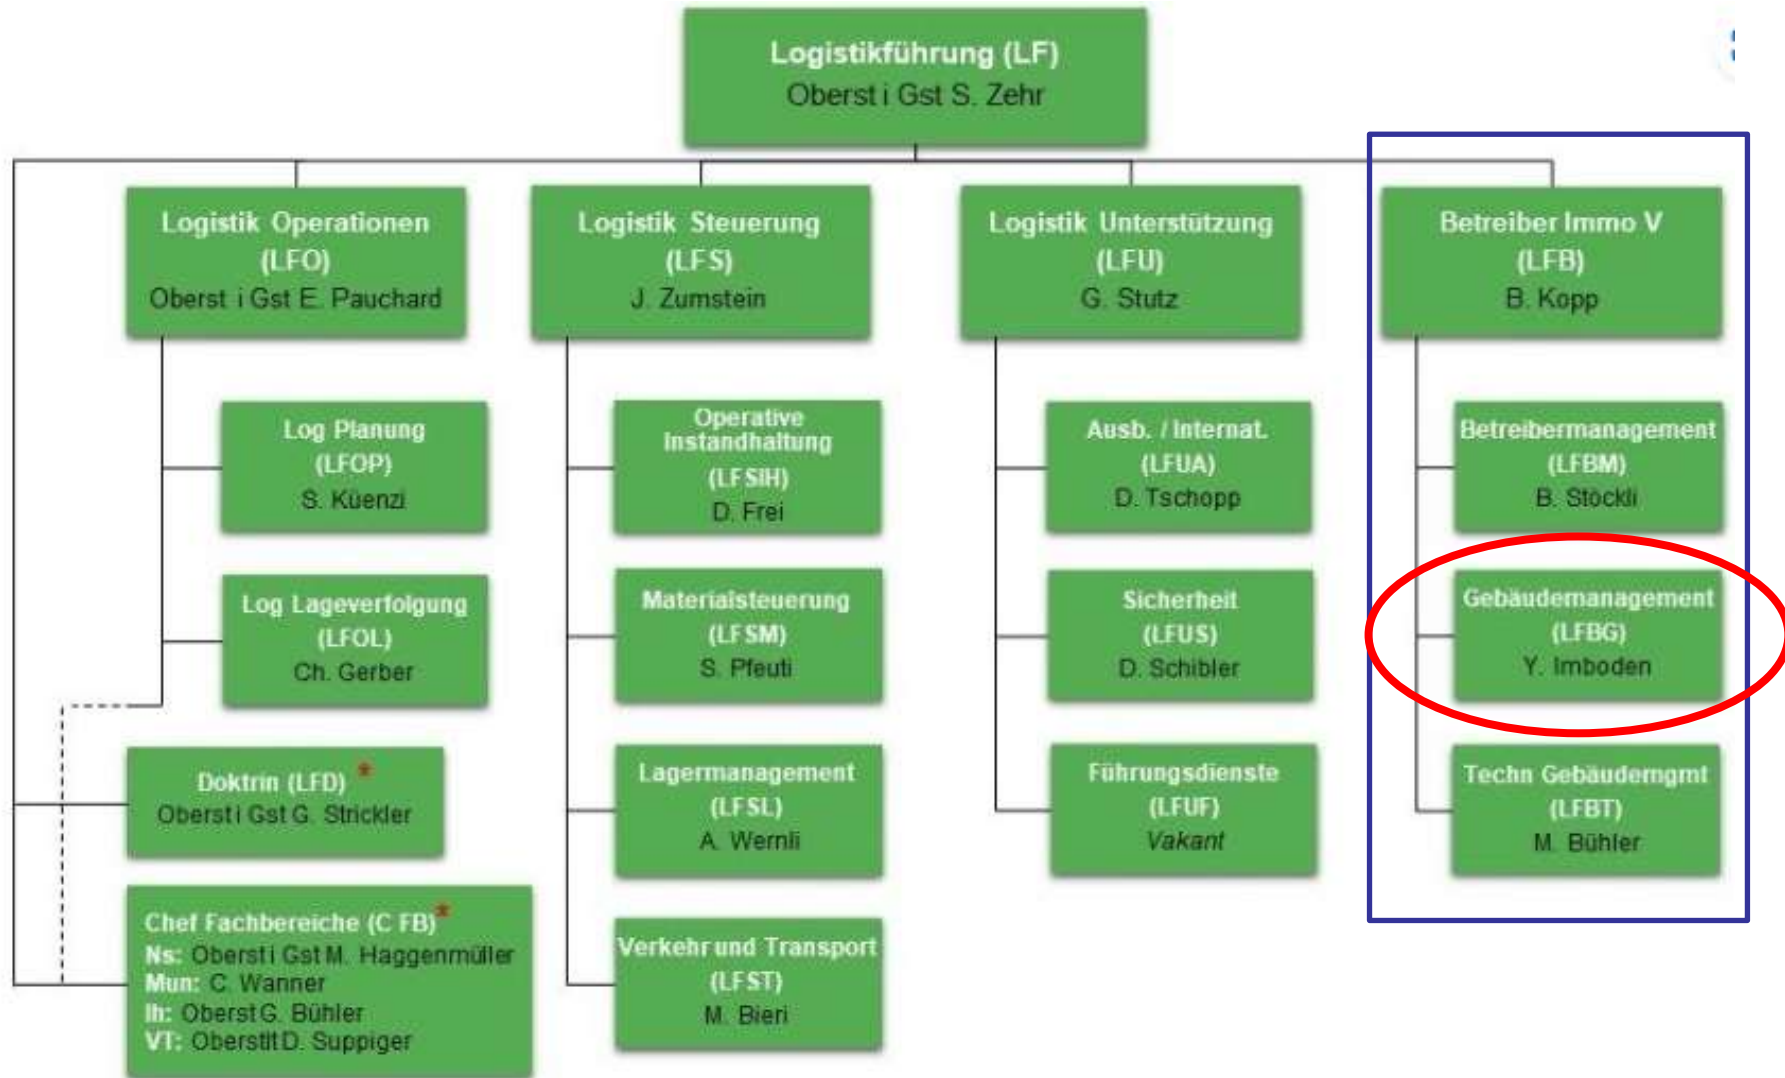 Logistikführung (LF)
Oberst i Gst S. Zehr
Logistik Operationen
(LFO)
Oberst i Gst E. Pauchard
Logistik Steuerung
(LFS)
J. Zumstein
Logistik Unterstützung
(LFU)
G. Stutz
Betreiber Immo V
(LFB)
B. Kopp
Log Planung
(LFOP)
S. Küenzi
Operative
Instandhaltung
(LFSIH)
D. Frei
Ausb. / Internat.
(LFUA)
D. Tschopp
Betreibermanagement
(LFBM)
B. Stöckli
Log Lageverfolgung
(LFOL)
Ch. Gerber
Materialsteuerung
(LFSM)
S. Pfeuti
Sicherheit
(LFUS)
D. Schibler
Gebäudemanagement
(LFBG)
Y. Imboden
Doktrin (LFD) *
Oberst i Gst G. Strickler
Lagermanagement
(LFSL)
A. Wernli
Führungsdienste
(LFUF)
Vakant
Techn Gebäudemgmt
(LFBT)
M. Bühler
Chef Fachbereiche (C FB) *
Ns: Oberst i Gst M. Haggenmüller
Mun: C. Wanner
Ih: Oberst G. Bühler
VT: Oberstlt D. Suppiger
Verkehr und Transport
(LFST)
M. Bieri